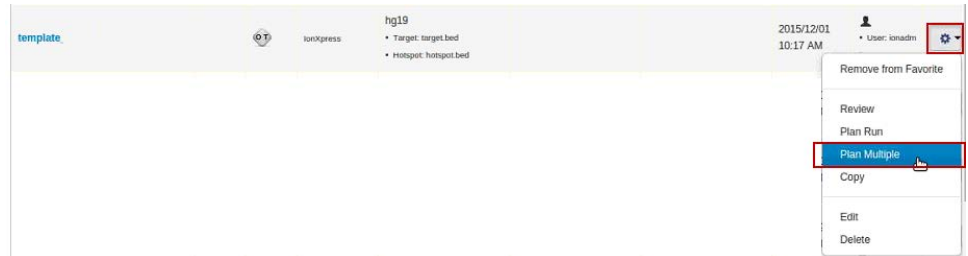 template_
OT
IonXpress
hg19
• Target: target.bed
• Hotspot: hotspot.bed
2015/12/01
10:17 AM
• User: ionadm
Remove from Favorite
Review
Plan Run
Plan Multiple
Copy
Edit
Delete